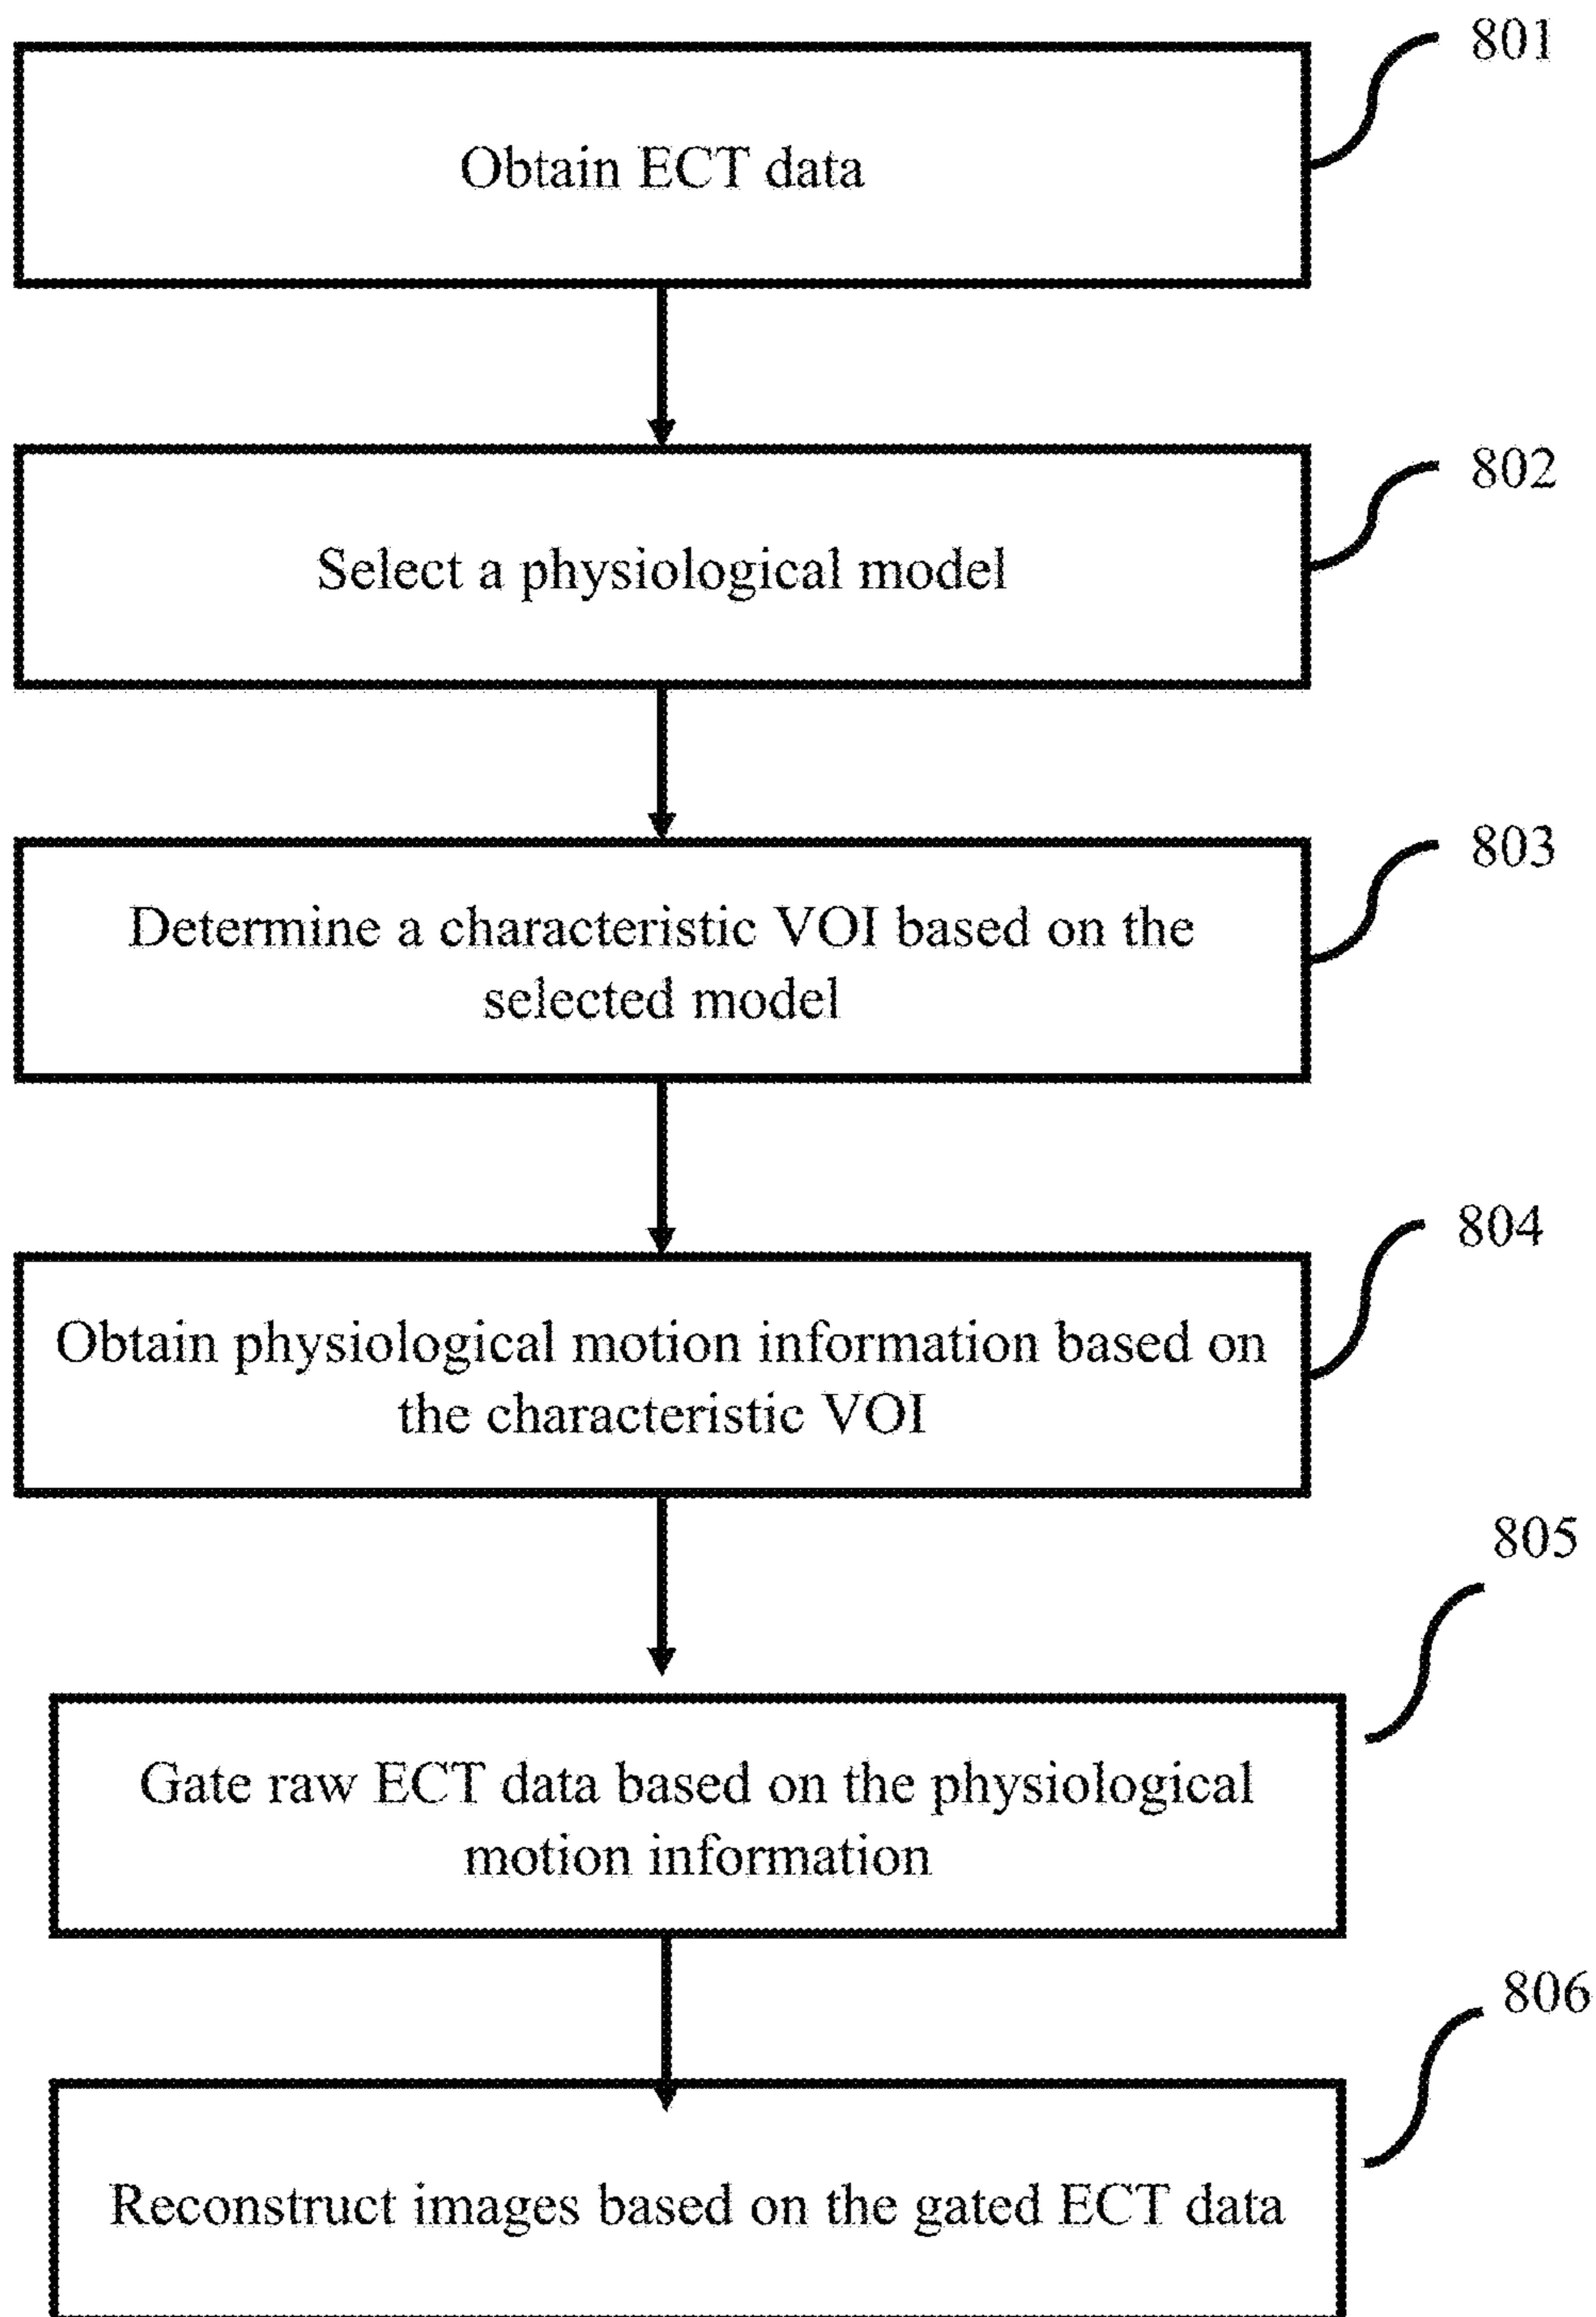 801
Obtain ECT data
802
Select a physiological model
803
Determine a characteristic VOI based on the
selected model
804
Obtain physiological motion information based on
the characteristic VOI
805
Gate raw ECT data based on the physiological
motion information
806
Reconstruct images based on the gated ECT data